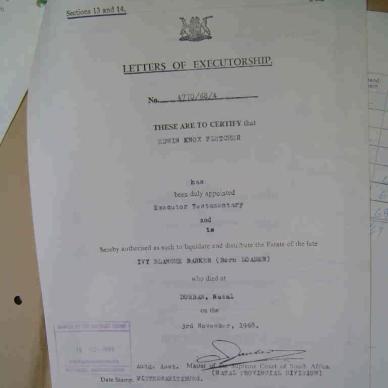 Sections 13 and 14.
LETTERS OF EXECUTORSHIP.
No. 4770/68/4
THESE ARE TO CERTIFY that
EDWIN KNOX FLETCHER
has
been duly appointed
Executor Testamentary
and
is
hereby authorised as such to liquidate and distribute the Estate of the late
IVY BLANCHE BARKER (Born LOADER)
who died at
DURBAN, Natal
on the
3rd November, 1968.
Asst. Master of the Supreme Court of South Africa.
(NATAL PROVINCIAL DIVISION)
Date Stamp. PIETERMARITZBURG.